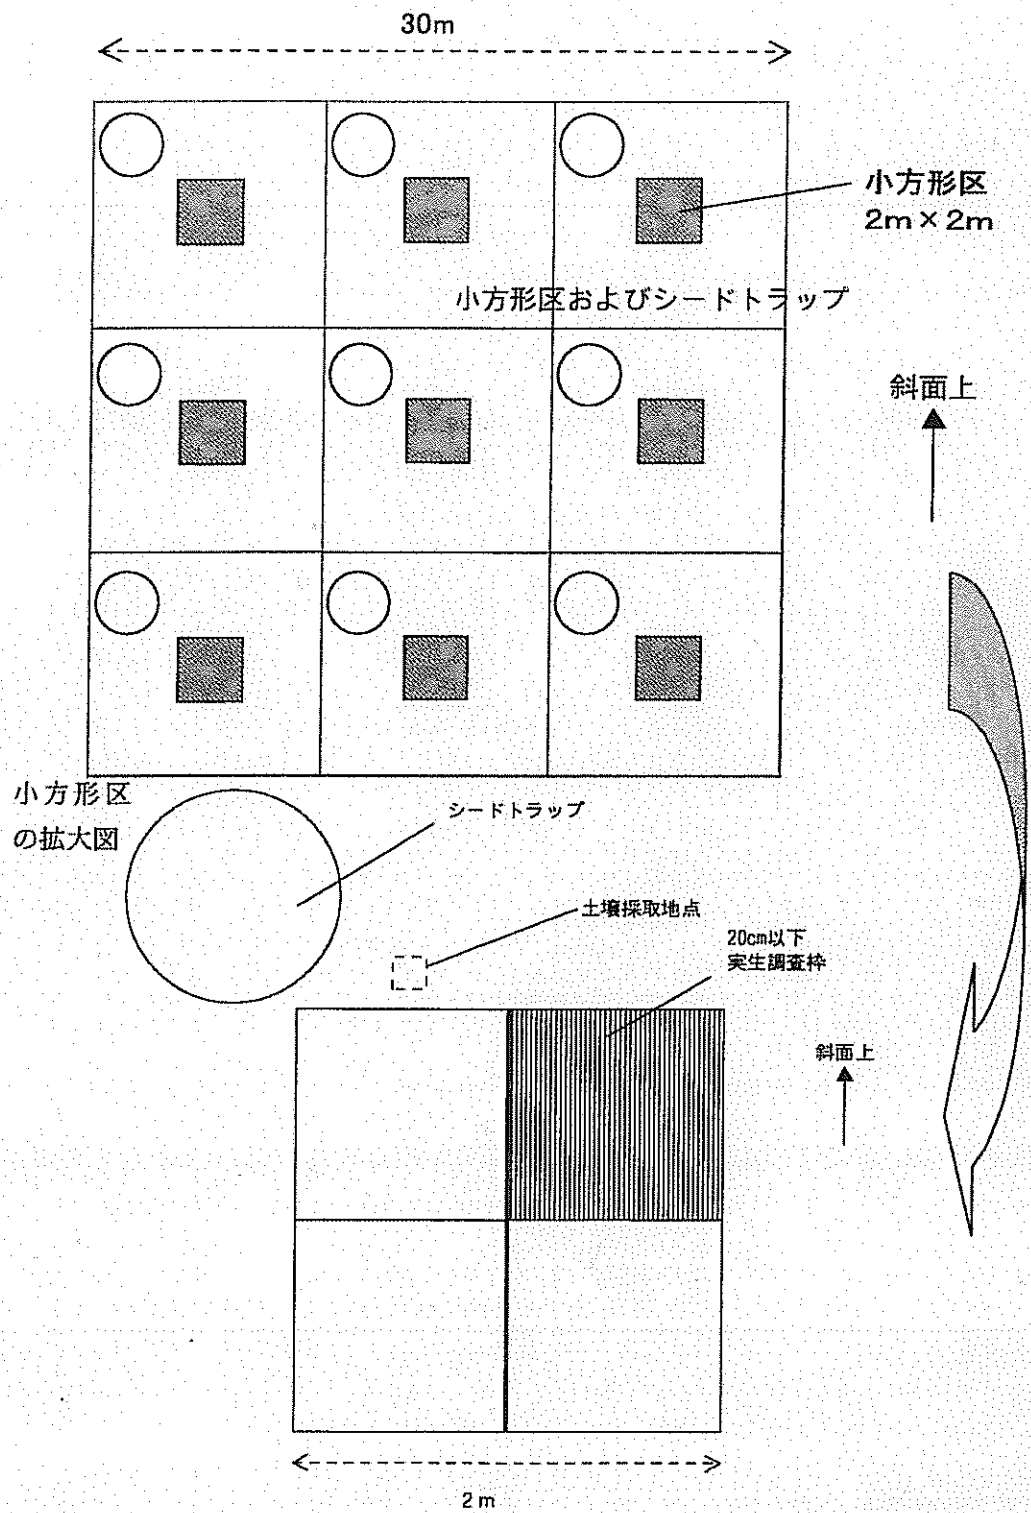 30m
小方形区
2m×2m
小方形区およびシードトラップ
斜面上
小方形区
の拡大図
シードトラップ
土壌採取地点
20cm以下
実生調査枠
斜面上
2m